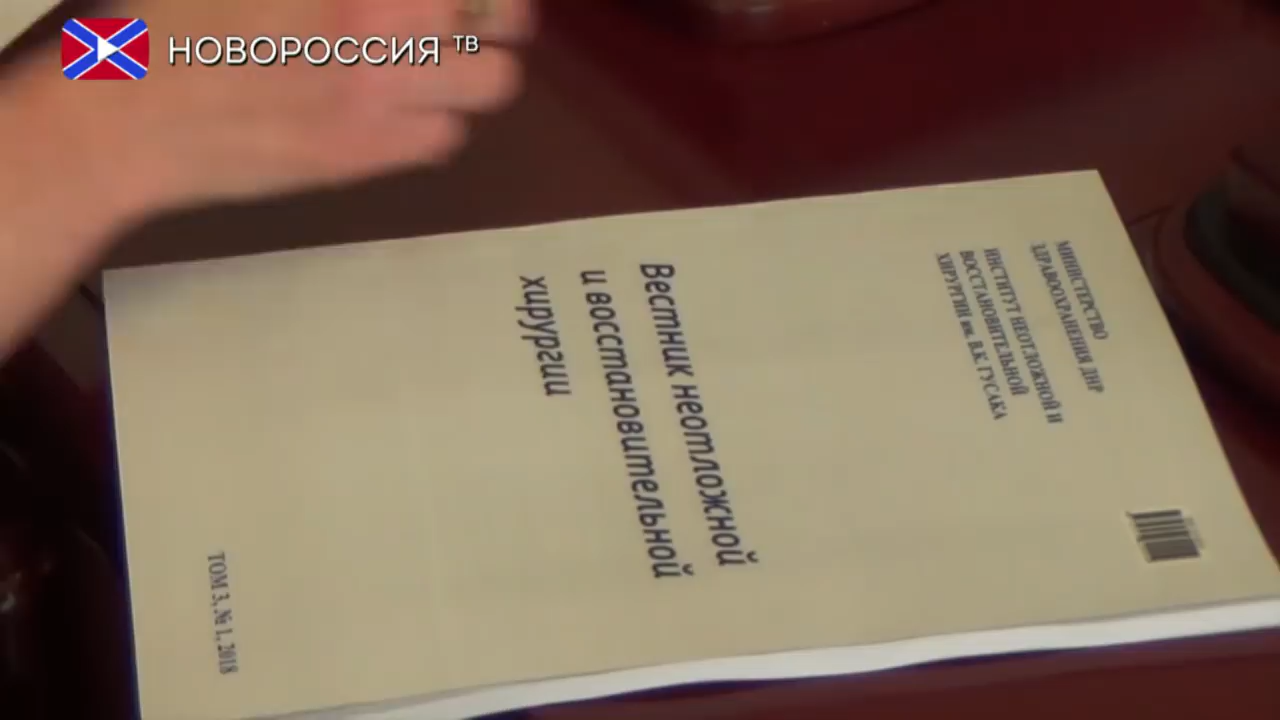 НОВОРОССИЯ ТВ
МИНИСТЕРСТВО
ЗДРАВООХРАНЕНИЯ ДНР
ИНСТИТУТ НЕОТЛОЖНОЙ И
ВОССТАНОВИТЕЛЬНОЙ
ХИРУРГИИ им. В.К. ГУСАКА
Вестник неотложной
и восстановительной
хирургии
ТОМ 3, № 1, 2018